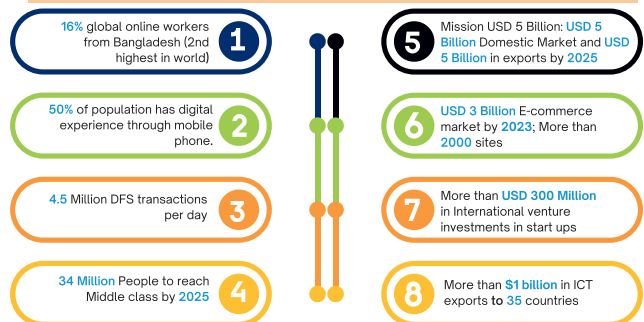 16% global online workers
from Bangladesh (2nd
highest in world)
1
50% of population has digital
experience through mobile
phone.
2
4.5 Million DFS transactions
per day
3
34 Million People to reach
Middle class by 2025
4
5
Mission USD 5 Billion: USD 5
Billion Domestic Market and USD
5 Billion in exports by 2025
6
USD 3 Billion E-commerce
market by 2023; More than
2000 sites
7
More than USD 300 Million
in International venture
investments in start ups
8
More than $1 billion in ICT
exports to 35 countries